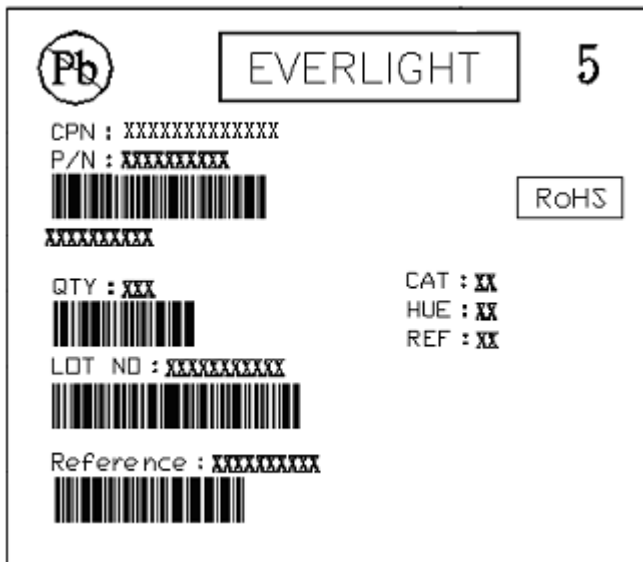 Pb EVERLIGHT 5
CPN : XXXXXXXXXXXXX
P/N : XXXXXXXXXX
RoHS
XXXXXXXXXX
QTY : XXX
CAT : XX
HUE : XX
REF : XX
LOT NO : XXXXXXXXXXX
Reference : XXXXXXXXXX